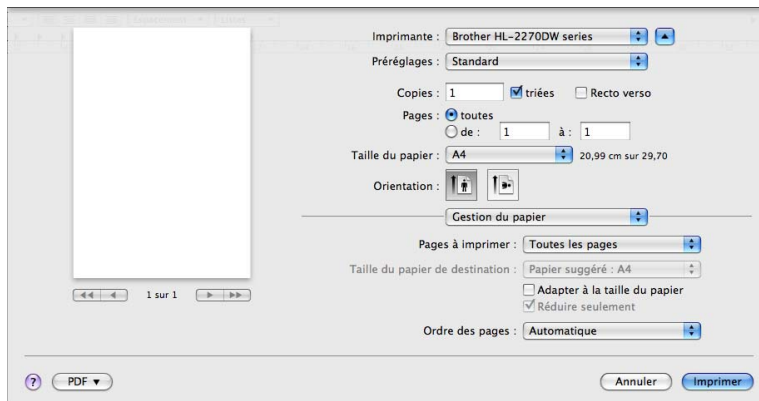 Imprimante : Brother HL-2270DW series
Préréglages : Standard
Copies : 1 triées Recto verso
Pages : toutes
de : 1 à : 1
Taille du papier : A4 20,99 cm sur 29,70
Orientation :
Gestion du papier
Pages à imprimer : Toutes les pages
Taille du papier de destination : Papier suggéré : A4
Adapter à la taille du papier
Réduire seulement
Ordre des pages : Automatique
1 sur 1
? PDF ▼ Annuler Imprimer